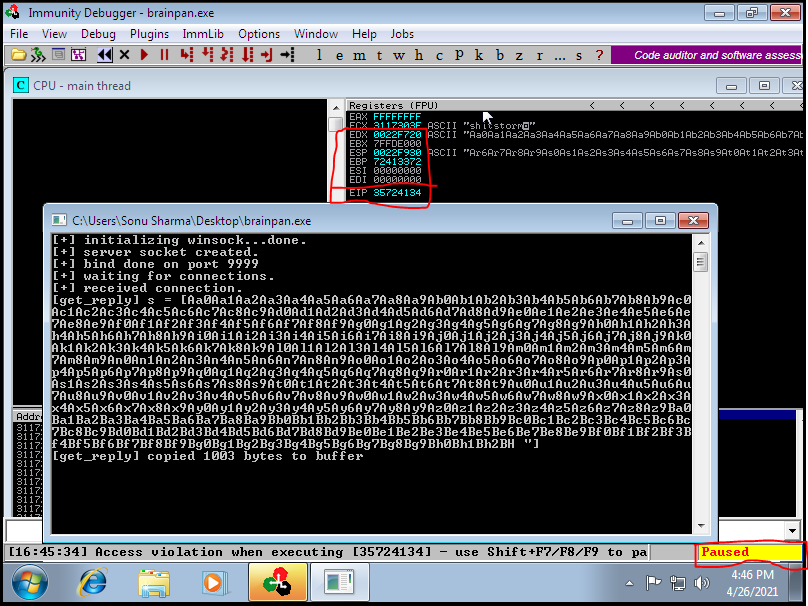 Immunity Debugger - brainpan.exe
File View Debug Plugins ImmLib Options Window Help Jobs
l e m t w h c p k b z r ... s ? Code auditor and software assess
C CPU - main thread
Registers (FPU) < < < < < < <
EAX FFFFFFFF
ECX 3117303F ASCII "shitstorm"
EDX 0022F720 ASCII "Aa0Aa1Aa2Aa3Aa4Aa5Aa6Aa7Aa8Aa9Ab0Ab1Ab2Ab3Ab4Ab5Ab6Ab7A
EBX 7FFDE000
ESP 0022F930 ASCII "Ar6Ar7Ar8Ar9As0As1As2As3As4As5As6As7As8As9At0At1At2At3At
EBP 72413372
ESI 00000000
EDI 00000000
EIP 35724134
C:\Users\Sonu Sharma\Desktop\brainpan.exe
[+] initializing winsock...done.
[+] server socket created.
[+] bind done on port 9999
[+] waiting for connections.
[+] received connection.
[get_reply] s = [Aa0Aa1Aa2Aa3Aa4Aa5Aa6Aa7Aa8Aa9Ab0Ab1Ab2Ab3Ab4Ab5Ab6Ab7Ab8Ab9Ac0
Ac1Ac2Ac3Ac4Ac5Ac6Ac7Ac8Ac9Ad0Ad1Ad2Ad3Ad4Ad5Ad6Ad7Ad8Ad9Ae0Ae1Ae2Ae3Ae4Ae5Ae6Ae
7Ae8Ae9Af0Af1Af2Af3Af4Af5Af6Af7Af8Af9Ag0Ag1Ag2Ag3Ag4Ag5Ag6Ag7Ag8Ag9Ah0Ah1Ah2Ah3A
h4Ah5Ah6Ah7Ah8Ah9Ai0Ai1Ai2Ai3Ai4Ai5Ai6Ai7Ai8Ai9Aj0Aj1Aj2Aj3Aj4Aj5Aj6Aj7Aj8Aj9Ak0
Ak1Ak2Ak3Ak4Ak5Ak6Ak7Ak8Ak9Al0Al1Al2Al3Al4Al5Al6Al7Al8Al9Am0Am1Am2Am3Am4Am5Am6Am
7Am8Am9An0An1An2An3An4An5An6An7An8An9Ao0Ao1Ao2Ao3Ao4Ao5Ao6Ao7Ao8Ao9Ap0Ap1Ap2Ap3A
p4Ap5Ap6Ap7Ap8Ap9Aq0Aq1Aq2Aq3Aq4Aq5Aq6Aq7Aq8Aq9Ar0Ar1Ar2Ar3Ar4Ar5Ar6Ar7Ar8Ar9As0
As1As2As3As4As5As6As7As8As9At0At1At2At3At4At5At6At7At8At9Au0Au1Au2Au3Au4Au5Au6Au
7Au8Au9Av0Av1Av2Av3Av4Av5Av6Av7Av8Av9Aw0Aw1Aw2Aw3Aw4Aw5Aw6Aw7Aw8Aw9Ax0Ax1Ax2Ax3A
x4Ax5Ax6Ax7Ax8Ax9Ay0Ay1Ay2Ay3Ay4Ay5Ay6Ay7Ay8Ay9Az0Az1Az2Az3Az4Az5Az6Az7Az8Az9Ba0
Ba1Ba2Ba3Ba4Ba5Ba6Ba7Ba8Ba9Bb0Bb1Bb2Bb3Bb4Bb5Bb6Bb7Bb8Bb9Bc0Bc1Bc2Bc3Bc4Bc5Bc6Bc
7Bc8Bc9Bd0Bd1Bd2Bd3Bd4Bd5Bd6Bd7Bd8Bd9Be0Be1Be2Be3Be4Be5Be6Be7Be8Be9Bf0Bf1Bf2Bf3B
f4Bf5Bf6Bf7Bf8Bf9Bg0Bg1Bg2Bg3Bg4Bg5Bg6Bg7Bg8Bg9Bh0Bh1Bh2BH "]
[get_reply] copied 1003 bytes to buffer
Addre
[16:45:34] Access violation when executing [35724134] - use Shift+F7/F8/F9 to pa
Paused
4:46 PM
4/26/2021